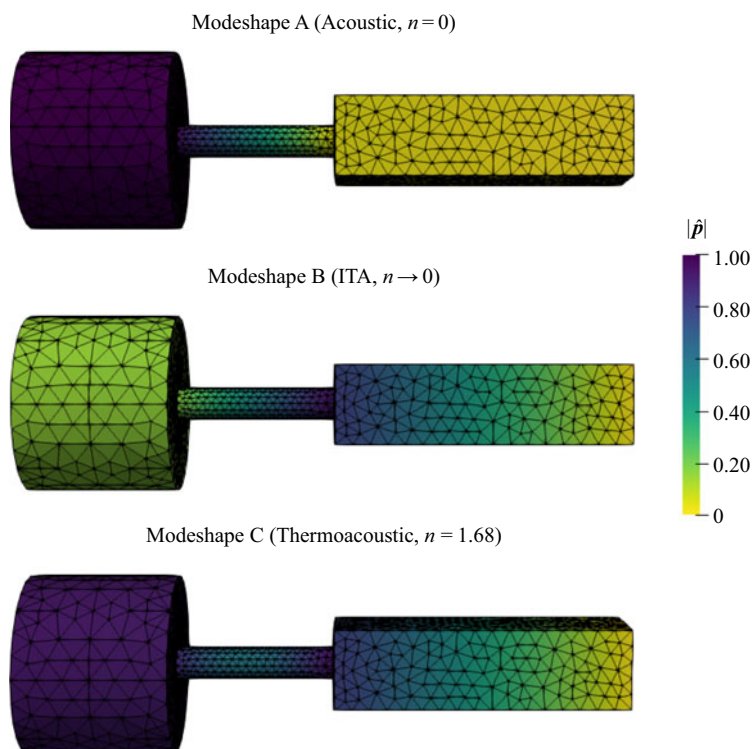 Modeshape A (Acoustic, n = 0)
|p̂|
1.00
Modeshape B (ITA, n → 0)
0.80
0.60
0.40
0.20
0
Modeshape C (Thermoacoustic, n = 1.68)